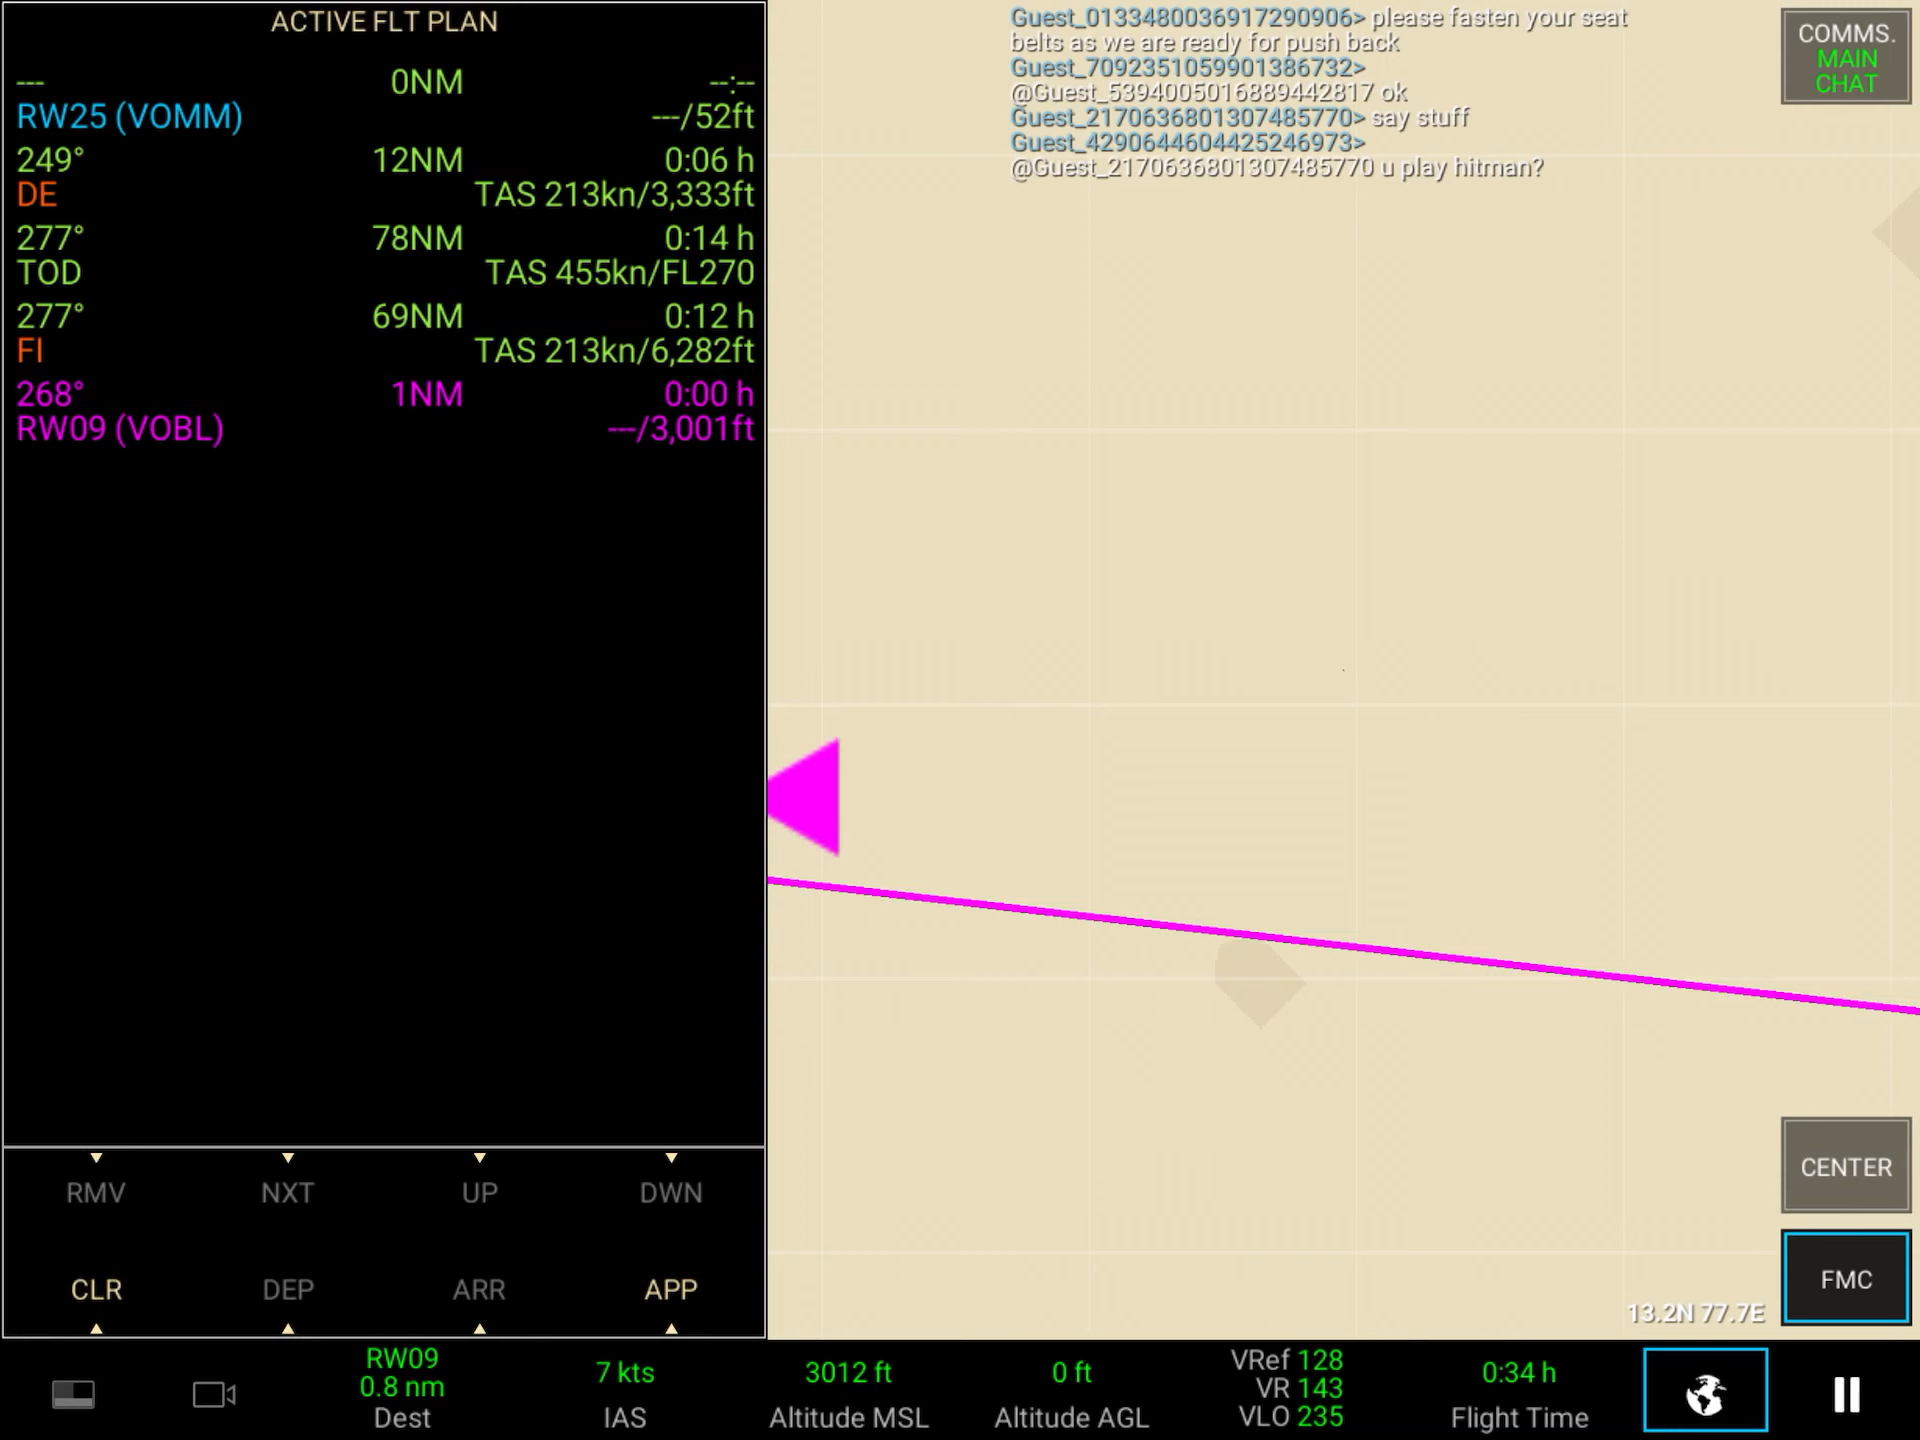 ACTIVE FLT PLAN
--- 0NM --:--
RW25 (VOMM) ---/52ft
249° 12NM 0:06 h
DE TAS 213kn/3,333ft
277° 78NM 0:14 h
TOD TAS 455kn/FL270
277° 69NM 0:12 h
FI TAS 213kn/6,282ft
268° 1NM 0:00 h
RW09 (VOBL) ---/3,001ft
RMV NXT UP DWN
CLR DEP ARR APP
Guest_0133480036917290906> please fasten your seat
belts as we are ready for push back
Guest_7092351059901386732>
@Guest_5394005016889442817 ok
Guest_2170636801307485770> say stuff
Guest_4290644604425246973>
@Guest_2170636801307485770 u play hitman?
COMMS.
MAIN
CHAT
CENTER
FMC
13.2N 77.7E
RW09
0.8 nm
Dest
7 kts
IAS
3012 ft
Altitude MSL
0 ft
Altitude AGL
VRef 128
VR 143
VLO 235
0:34 h
Flight Time